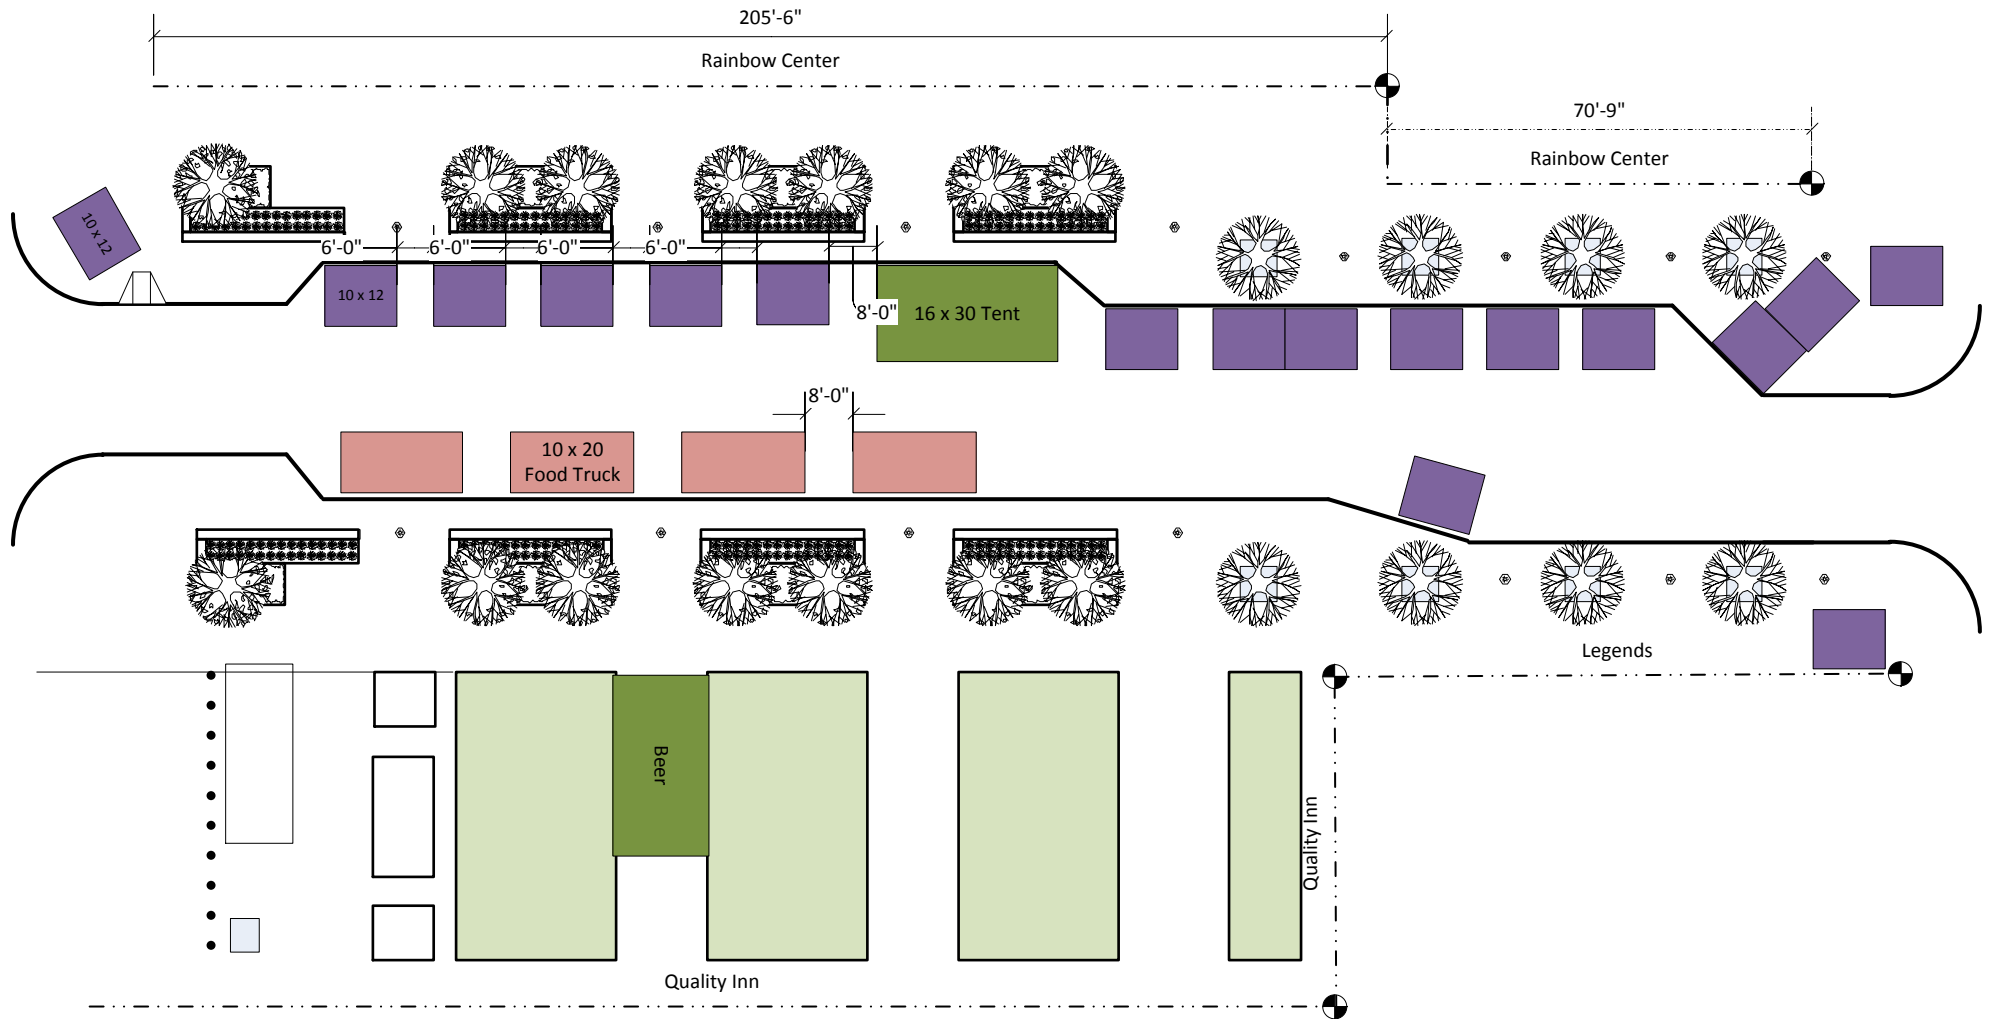 205'-6"
Rainbow Center
70'-9"
Rainbow Center
10 x 12
6'-0"
6'-0"
6'-0"
6'-0"
10 x 12
8'-0"
16 x 30 Tent
8'-0"
10 x 20
Food Truck
Legends
Beer
Quality Inn
Quality Inn